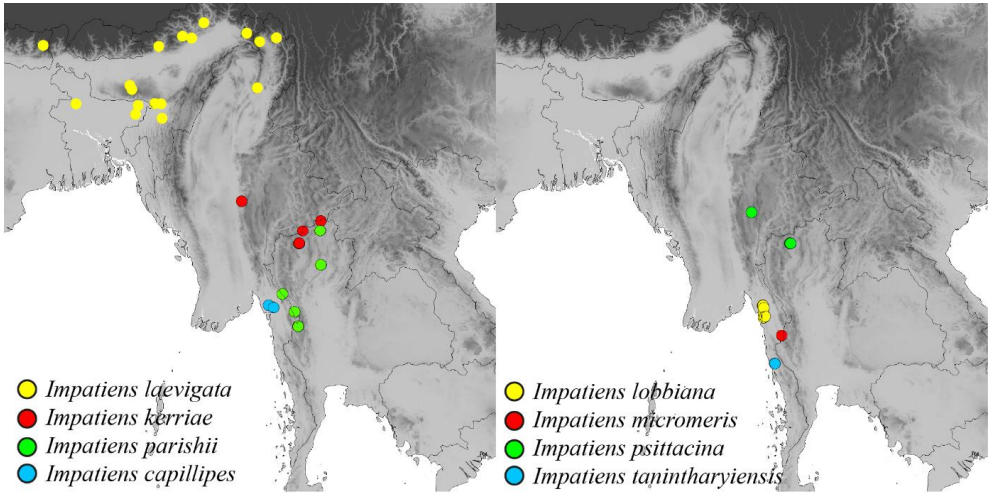 Impatiens laevigata
Impatiens kerriae
Impatiens parishii
Impatiens capillipes
Impatiens lobbiana
Impatiens micromeris
Impatiens psittacina
Impatiens tanintharyiensis